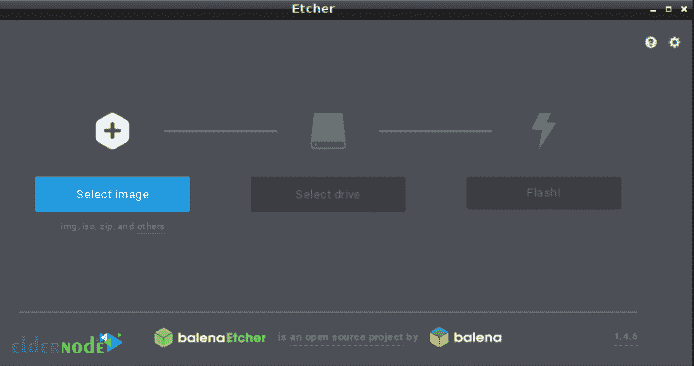 Etcher
Select image
Select drive
Flash!
img, iso, zip, and others
balenaEtcher is an open source project by balena 1.4.6
eldernode